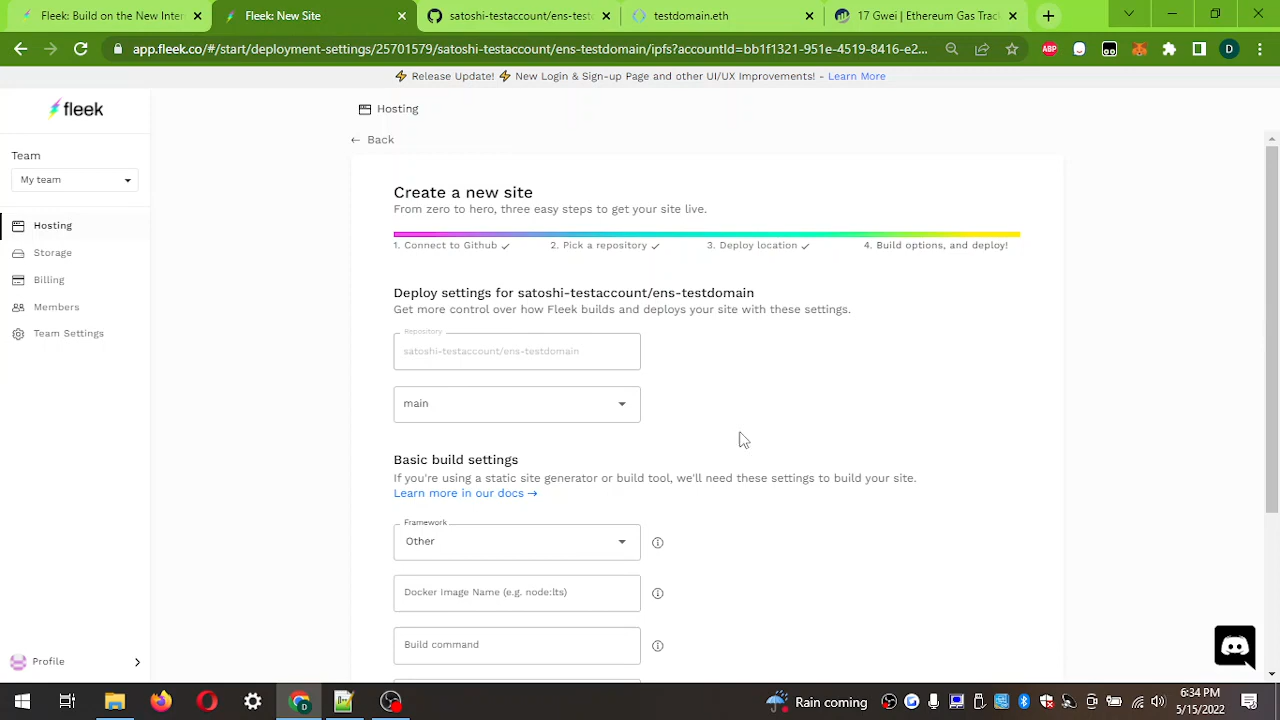 Fleek: Build on the New Inter
Fleek: New Site
satoshi-testaccount/ens-testdo
testdomain.eth
17 Gwei | Ethereum Gas Track
app.fleek.co/#/start/deployment-settings/25701579/satoshi-testaccount/ens-testdomain/ipfs?accountId=bb1f1321-951e-4519-8416-e2...
ABP
D
⚡ Release Update! ⚡ New Login & Sign-up Page and other UI/UX Improvements! - Learn More
fleek
Hosting
← Back
Team
My team
Hosting
Storage
Billing
Members
Team Settings
Create a new site
From zero to hero, three easy steps to get your site live.
1. Connect to Github ✓ 2. Pick a repository ✓ 3. Deploy location ✓ 4. Build options, and deploy!
Deploy settings for satoshi-testaccount/ens-testdomain
Get more control over how Fleek builds and deploys your site with these settings.
Repository
satoshi-testaccount/ens-testdomain
main
Basic build settings
If you're using a static site generator or build tool, we'll need these settings to build your site.
Learn more in our docs →
Framework
Other
Docker Image Name (e.g. node:lts)
Build command
Profile
Rain coming
6:34 PM
5/15/2022